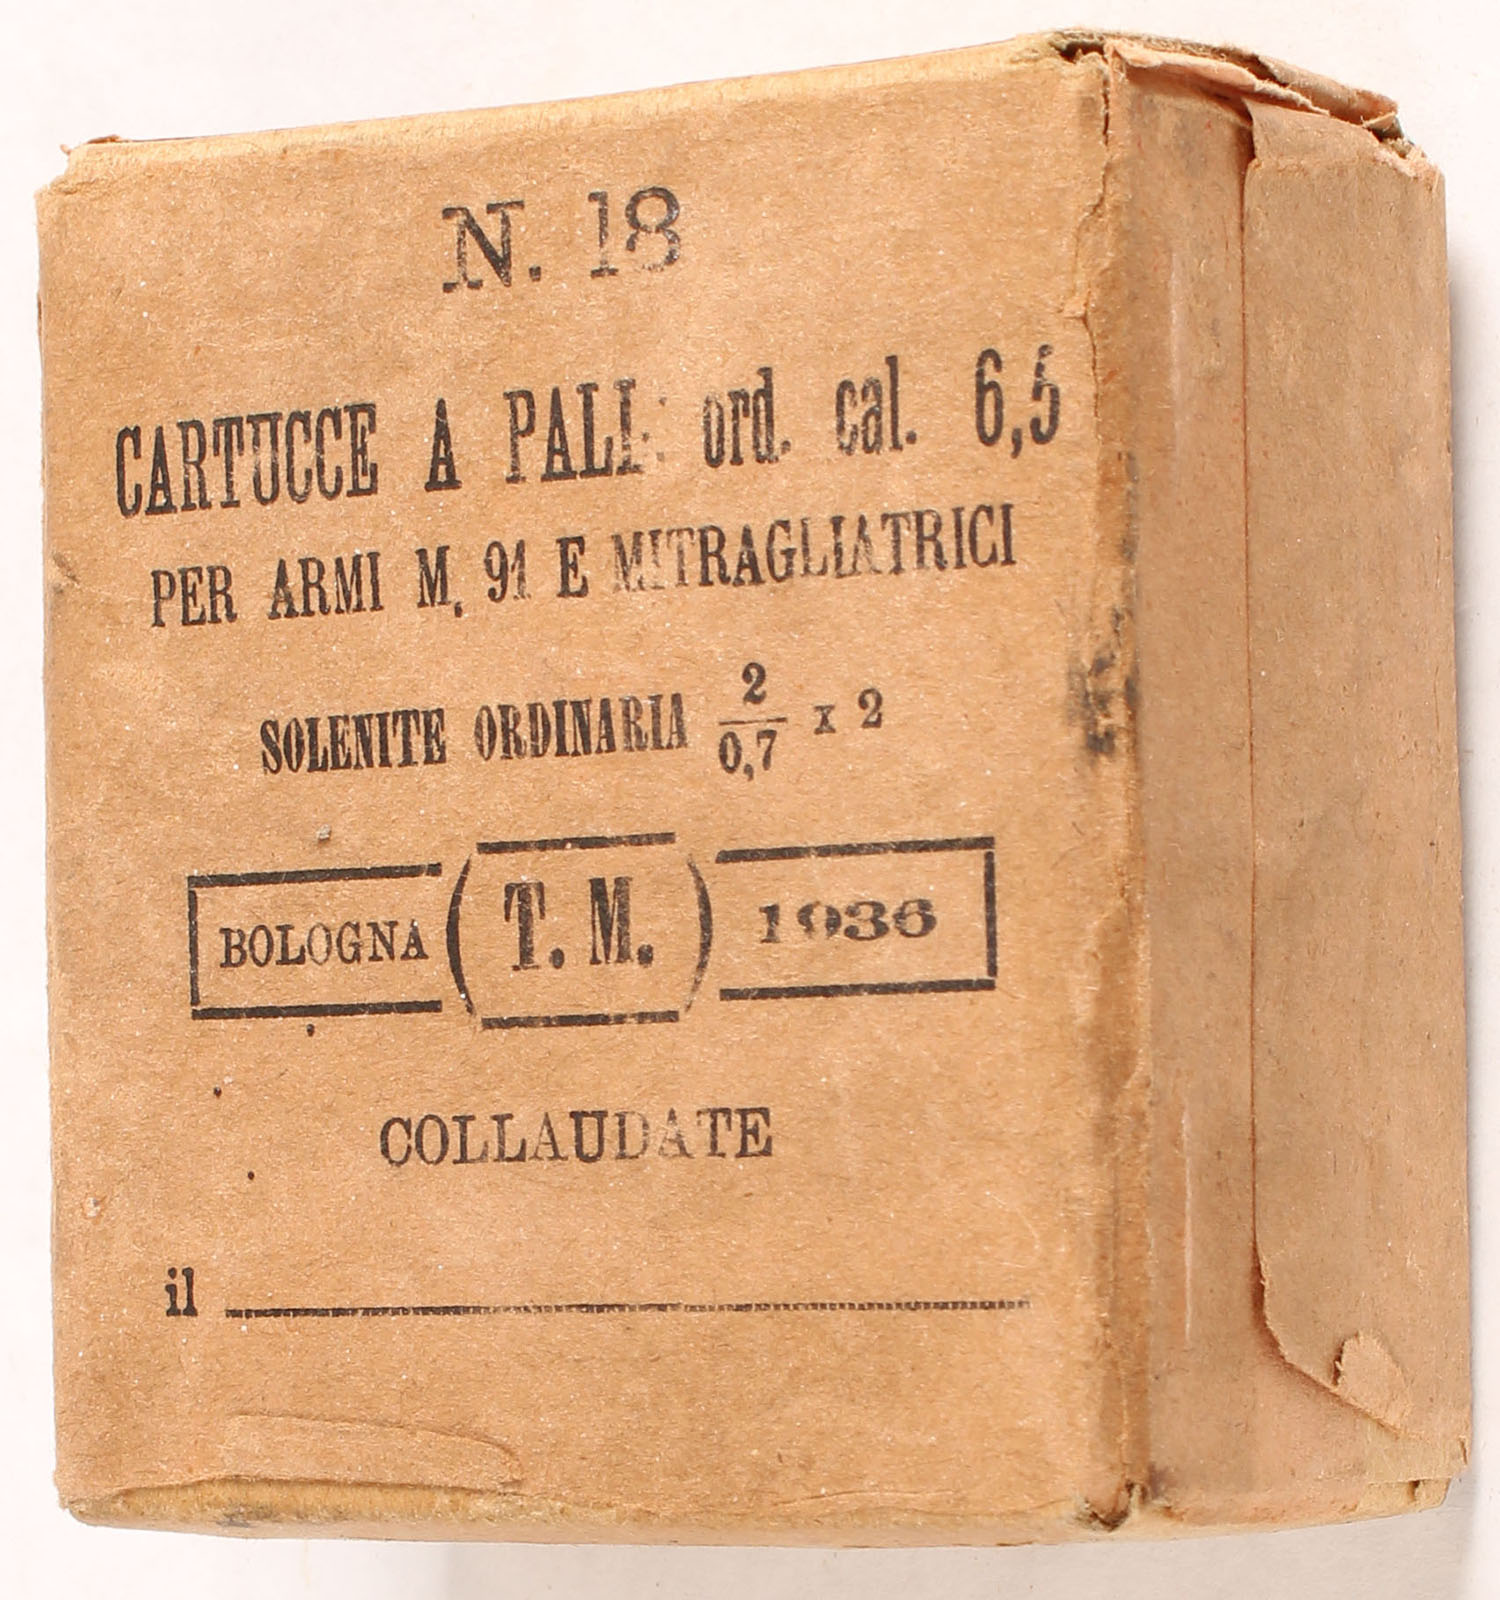 N. 18
CARTUCCE A PALL: ord. cal. 6,5
PER ARMI M. 91 E MITRAGLIATRICI
SOLENITE ORDINARIA 2/0,7 x 2
BOLOGNA (T. M.) 1936
COLLAUDATE
il